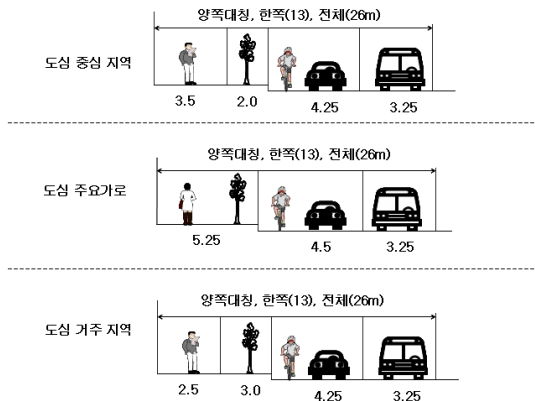 양쪽대칭, 한쪽(13), 전체(26m)
도심 중심 지역
3.5 2.0 4.25 3.25
양쪽대칭, 한쪽(13), 전체(26m)
도심 주요가로
5.25 4.5 3.25
양쪽대칭, 한쪽(13), 전체(26m)
도심 거주 지역
2.5 3.0 4.25 3.25